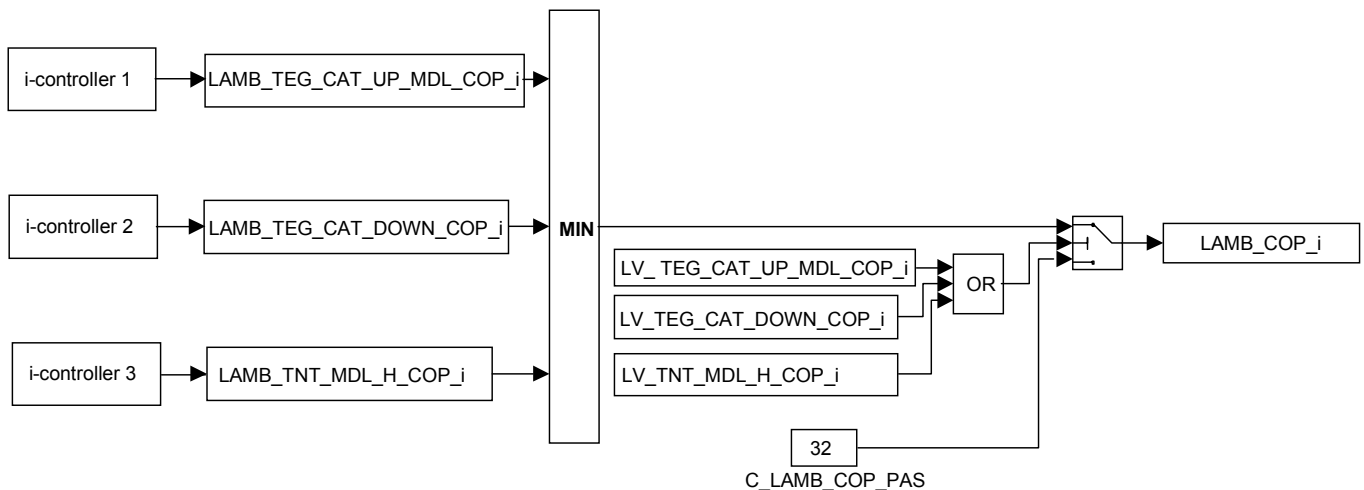 i-controller 1
LAMB_TEG_CAT_UP_MDL_COP_i
i-controller 2
LAMB_TEG_CAT_DOWN_COP_i
MIN
LAMB_COP_i
LV_ TEG_CAT_UP_MDL_COP_i
OR
LV_TEG_CAT_DOWN_COP_i
i-controller 3
LAMB_TNT_MDL_H_COP_i
LV_TNT_MDL_H_COP_i
32
C_LAMB_COP_PAS